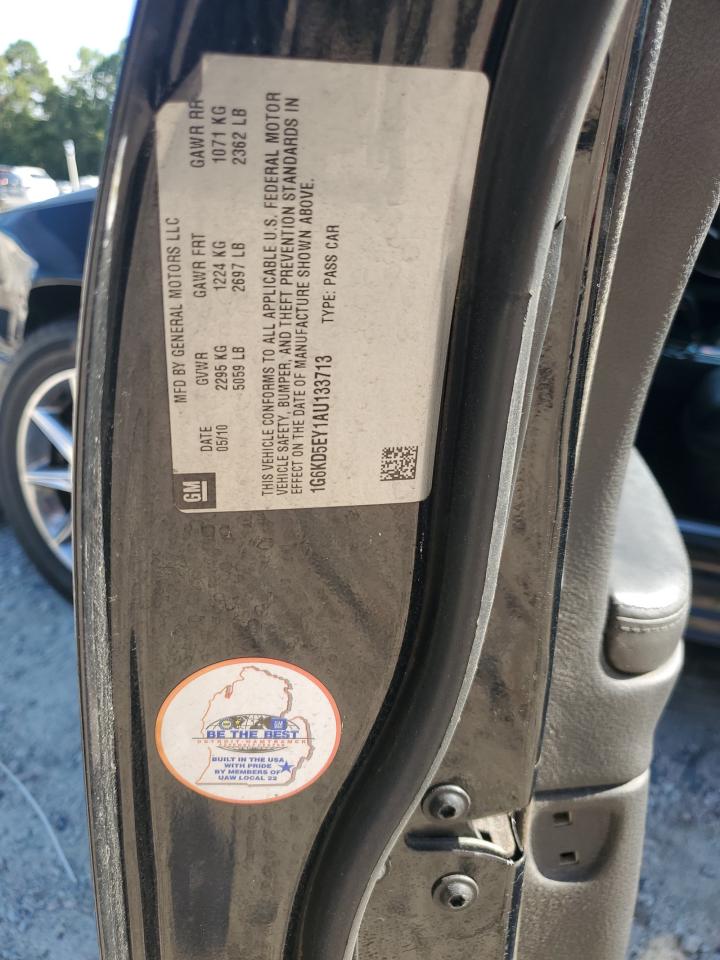 MFD BY GENERAL MOTORS LLC
DATE GVWR GAWR FRT GAWR RR
05/10 2295 KG 1224 KG 1071 KG
5059 LB 2697 LB 2362 LB
THIS VEHICLE CONFORMS TO ALL APPLICABLE U.S. FEDERAL MOTOR
VEHICLE SAFETY, BUMPER, AND THEFT PREVENTION STANDARDS IN
EFFECT ON THE DATE OF MANUFACTURE SHOWN ABOVE.
1G6KD5EY1AU133713 TYPE: PASS CAR
GM
GM
BE THE BEST
DETROIT-HAMTRAMCK
BUILT IN THE USA
WITH PRIDE
BY MEMBERS OF
UAW LOCAL 22